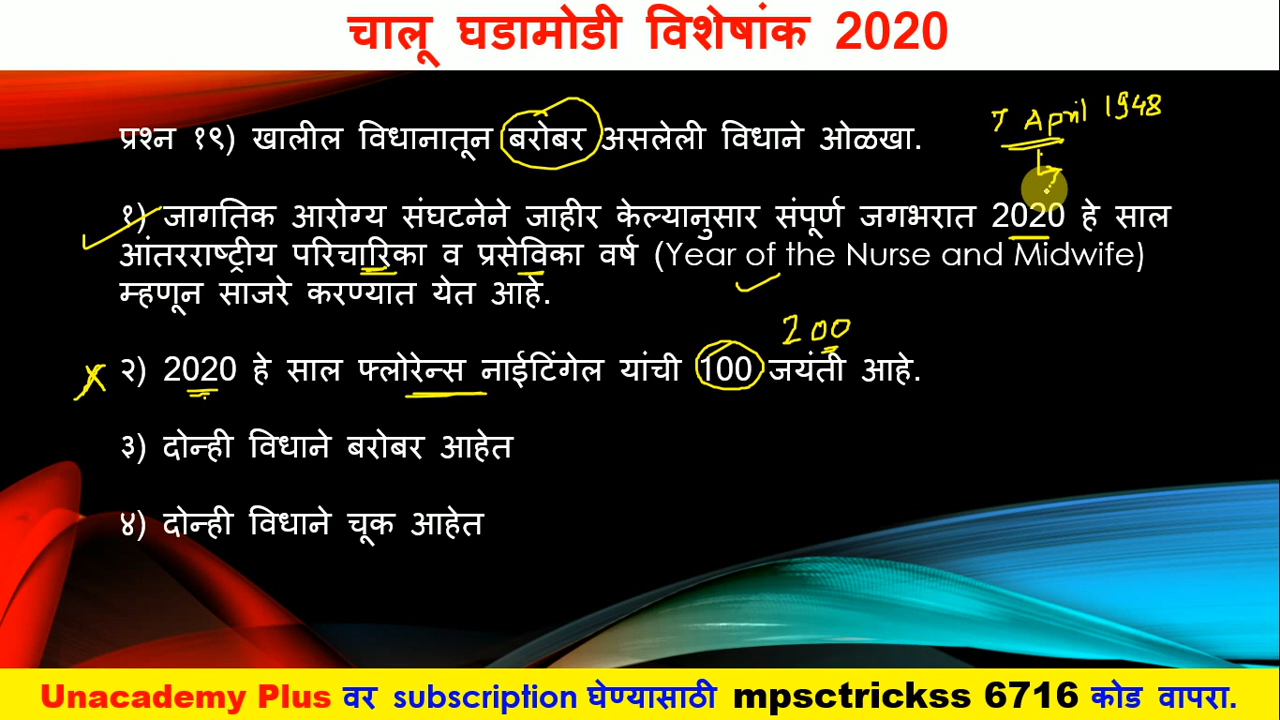 चालू घडामोडी विशेषांक 2020
7 April 1948
प्रश्न १९) खालील विधानातून बरोबर असलेली विधाने ओळखा.
१) जागतिक आरोग्य संघटनेने जाहीर केल्यानुसार संपूर्ण जगभरात 2020 हे साल
आंतरराष्ट्रीय परिचारिका व प्रसेविका वर्ष (Year of the Nurse and Midwife)
म्हणून साजरे करण्यात येत आहे.
200
२) 2020 हे साल फ्लोरेन्स नाईटिंगेल यांची 100 जयंती आहे.
३) दोन्ही विधाने बरोबर आहेत
४) दोन्ही विधाने चूक आहेत
Unacademy Plus वर subscription घेण्यासाठी mpsctrickss 6716 कोड वापरा.